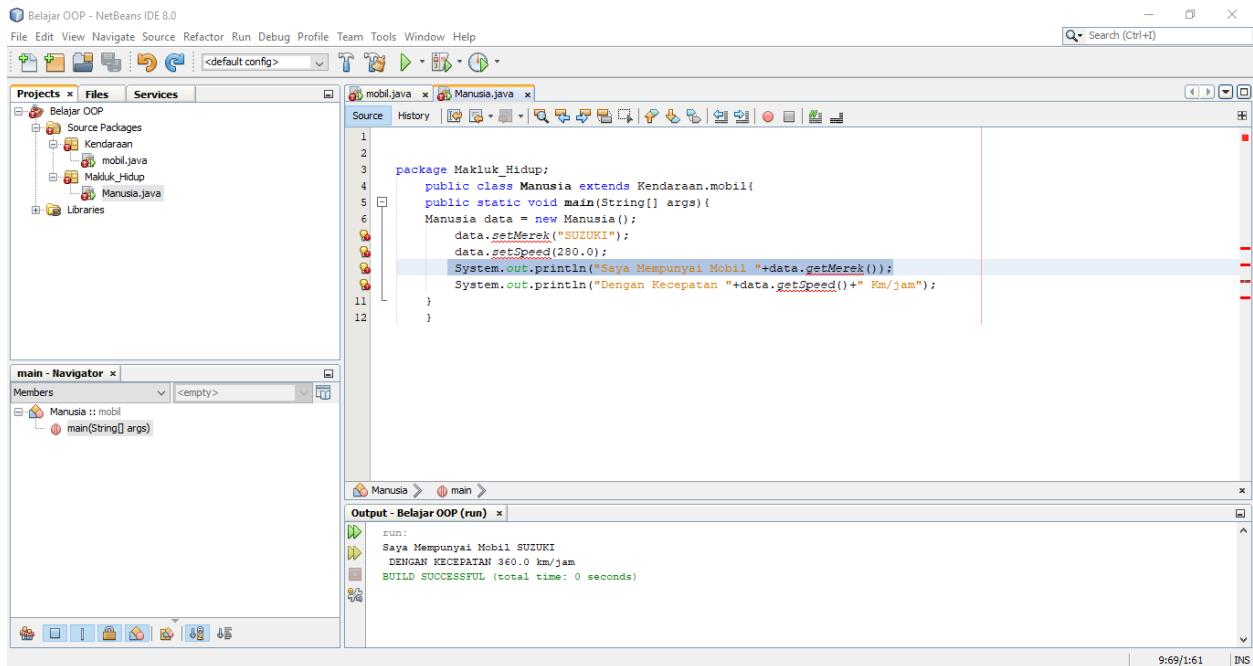 Belajar OOP - NetBeans IDE 8.0
File Edit View Navigate Source Refactor Run Debug Profile Team Tools Window Help
Search (Ctrl+I)
<default config>
Projects Files Services
Belajar OOP
Source Packages
Kendaraan
mobil.java
Makluk_Hidup
Manusia.java
Libraries
mobil.java Manusia.java
Source History
1
2
3 package Makluk_Hidup;
4 public class Manusia extends Kendaraan.mobil{
5 public static void main(String[] args){
6 Manusia data = new Manusia();
data.setMerek("SUZUKI");
data.setSpeed(280.0);
System.out.println("Saya Mempunyai Mobil "+data.getMerek());
System.out.println("Dengan Kecepatan "+data.getSpeed()+" Km/jam");
11 }
12 }
main - Navigator
Members <empty>
Manusia :: mobil
main(String[] args)
Manusia main
Output - Belajar OOP (run)
run:
Saya Mempunyai Mobil SUZUKI
DENGAN KECEPATAN 360.0 km/jam
BUILD SUCCESSFUL (total time: 0 seconds)
9:69/1:61 INS